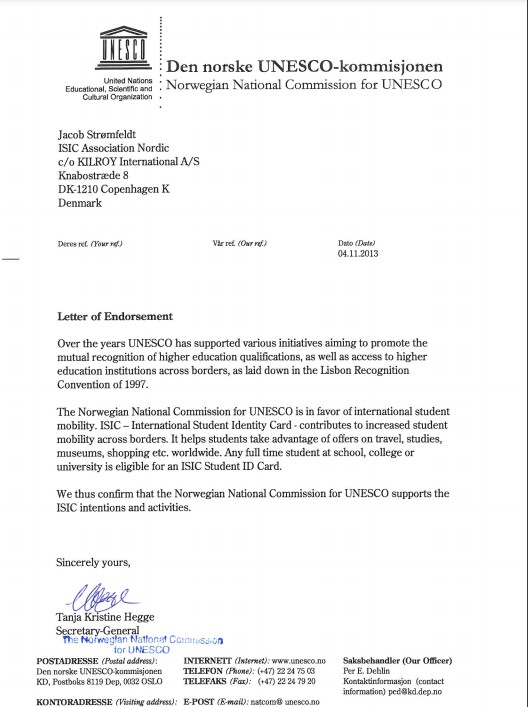 UNESCO
United Nations
Educational, Scientific and
Cultural Organization
Den norske UNESCO-kommisjonen
Norwegian National Commission for UNESCO
Jacob Strømfeldt
ISIC Association Nordic
c/o KILROY International A/S
Knabostræde 8
DK-1210 Copenhagen K
Denmark
Deres ref. (Your ref.) Vår ref. (Our ref.) Dato (Date)
04.11.2013
Letter of Endorsement
Over the years UNESCO has supported various initiatives aiming to promote the
mutual recognition of higher education qualifications, as well as access to higher
education institutions across borders, as laid down in the Lisbon Recognition
Convention of 1997.
The Norwegian National Commission for UNESCO is in favor of international student
mobility. ISIC – International Student Identity Card - contributes to increased student
mobility across borders. It helps students take advantage of offers on travel, studies,
museums, shopping etc. worldwide. Any full time student at school, college or
university is eligible for an ISIC Student ID Card.
We thus confirm that the Norwegian National Commission for UNESCO supports the
ISIC intentions and activities.
Sincerely yours,
Tanja Kristine Hegge
Secretary-General
The Norwegian National Commission
for UNESCO
POSTADRESSE (Postal address): INTERNETT (Internet): www.unesco.no Saksbehandler (Our Officer)
Den norske UNESCO-kommisjonen TELEFON (Phone): (+47) 22 24 75 03 Per E. Dehlin
KD, Postboks 8119 Dep, 0032 OSLO TELEFAKS (Fax): (+47) 22 24 79 20 Kontaktinformasjon (contact
information) ped@kd.dep.no
KONTORADRESSE (Visiting address): E-POST (E-mail): natcom@unesco.no